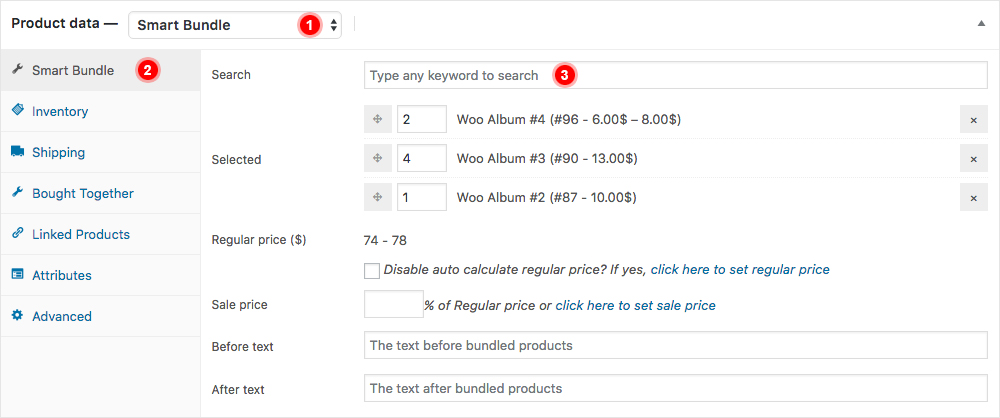 Product data — Smart Bundle 1
Smart Bundle 2
Inventory
Shipping
Bought Together
Linked Products
Attributes
Advanced
Search Type any keyword to search 3
Selected
2 Woo Album #4 (#96 - 6.00$ – 8.00$) ×
4 Woo Album #3 (#90 - 13.00$) ×
1 Woo Album #2 (#87 - 10.00$) ×
Regular price ($) 74 - 78
Disable auto calculate regular price? If yes, click here to set regular price
Sale price % of Regular price or click here to set sale price
Before text The text before bundled products
After text The text after bundled products